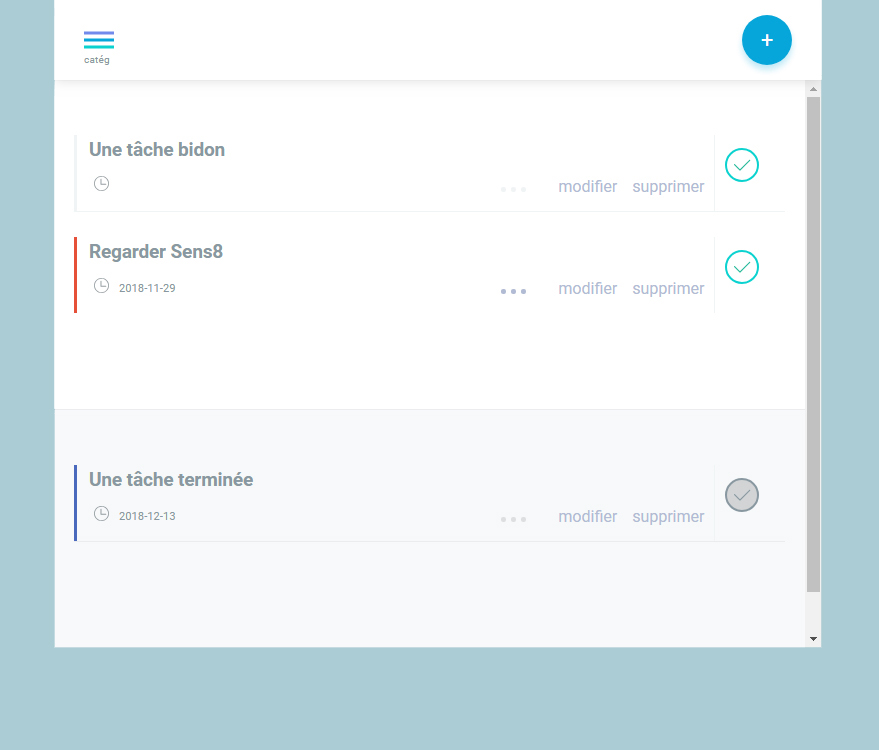 catég
+
Une tâche bidon
modifier supprimer
Regarder Sens8
2018-11-29
modifier supprimer
Une tâche terminée
2018-12-13
modifier supprimer